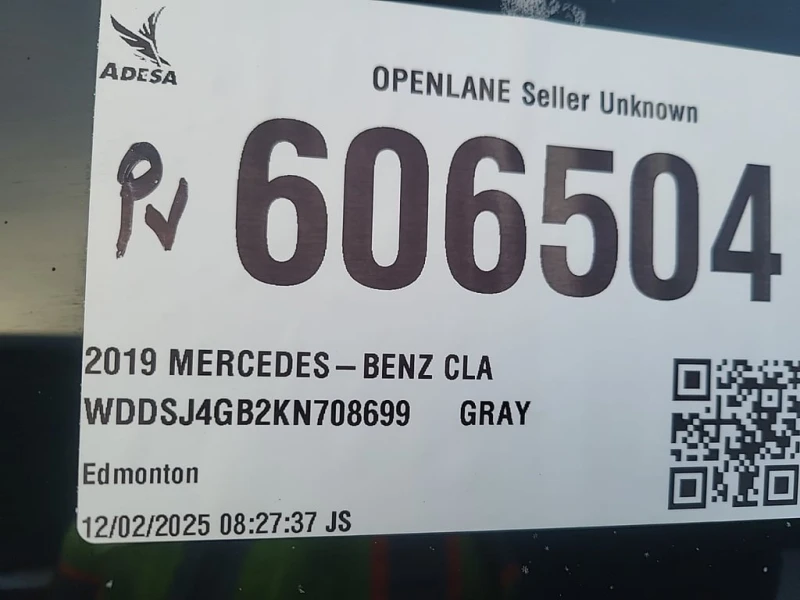 ADESA
OPENLANE Seller Unknown
PV
606504
2019 MERCEDES-BENZ CLA
WDDSJ4GB2KN708699 GRAY
Edmonton
12/02/2025 08:27:37 JS